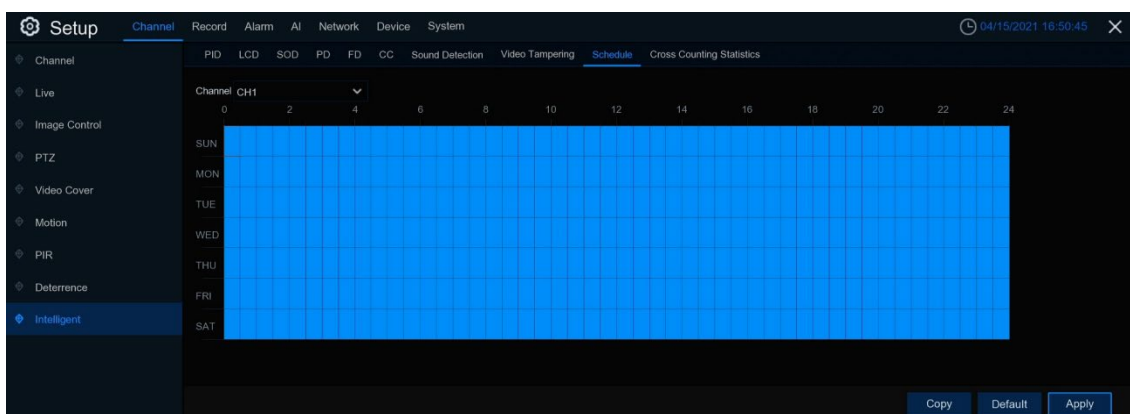 Setup Channel Record Alarm AI Network Device System 04/15/2021 16:50:45
PID LCD SOD PD FD CC Sound Detection Video Tampering Schedule Cross Counting Statistics
Channel
Live
Image Control
PTZ
Video Cover
Motion
PIR
Deterrence
Intelligent
Channel CH1
0 2 4 6 8 10 12 14 16 18 20 22 24
SUN
MON
TUE
WED
THU
FRI
SAT
Copy Default Apply